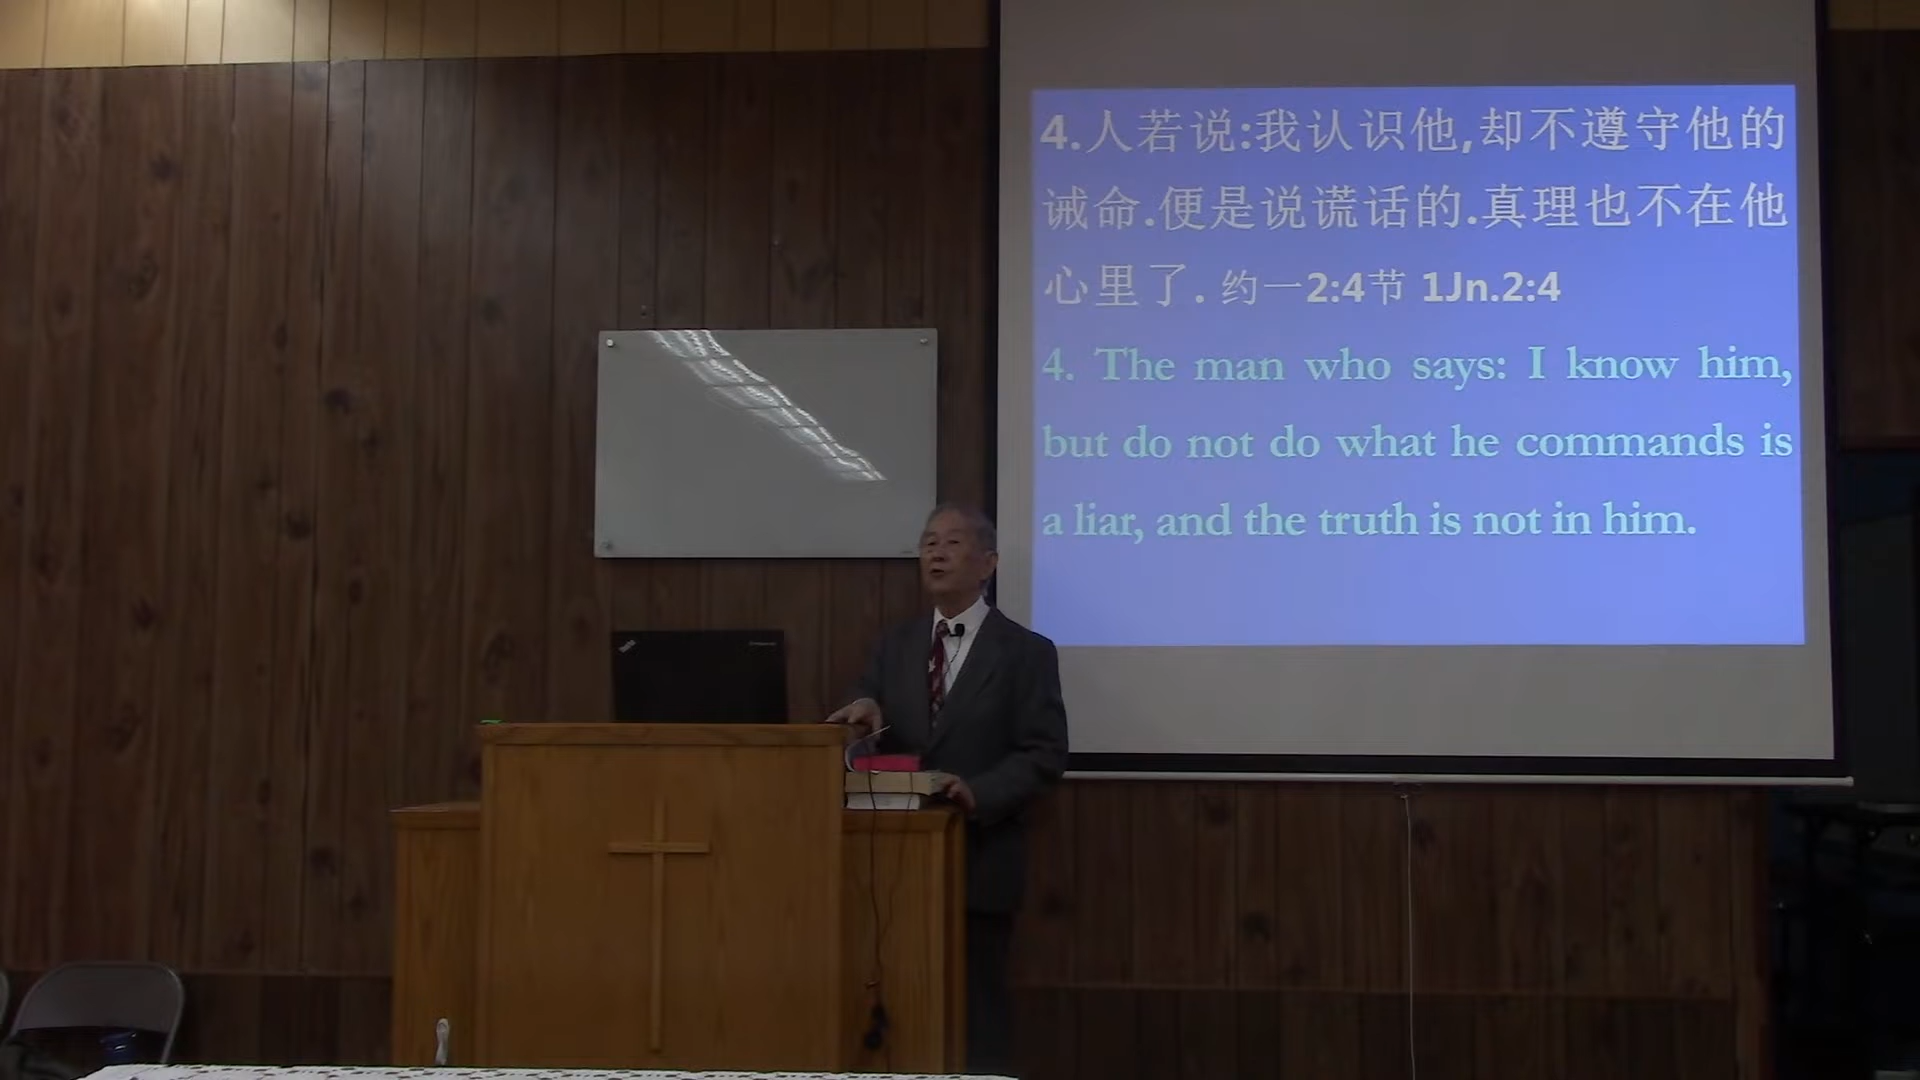 4.人若说:我认识他,却不遵守他的
诫命.便是说谎话的.真理也不在他
心里了. 约一2:4节 1Jn.2:4
4. The man who says: I know him,
but do not do what he commands is
a liar, and the truth is not in him.